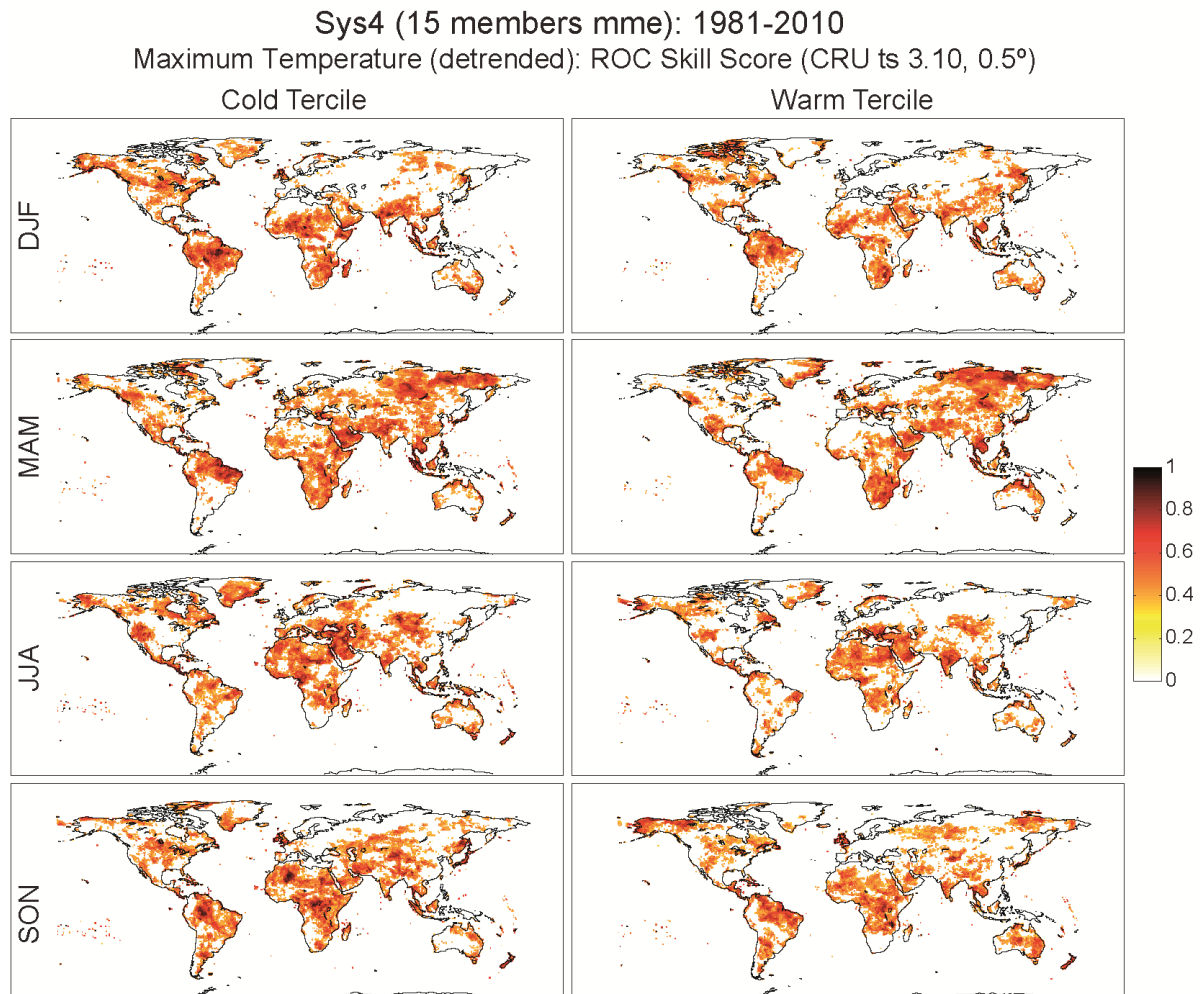 Sys4 (15 members mme): 1981-2010
Maximum Temperature (detrended): ROC Skill Score (CRU ts 3.10, 0.5º)
Cold Tercile
Warm Tercile
DJF
MAM
JJA
SON
1
0.8
0.6
0.4
0.2
0